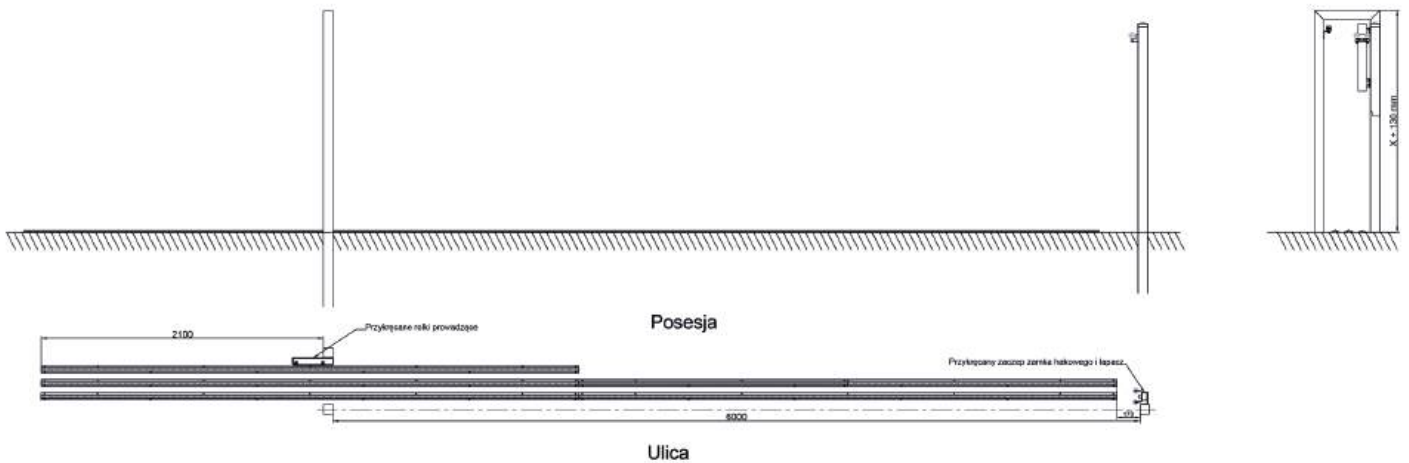 X + 130 mm
Posesja
2100
Przykręcane rolki prowadzące
Przykręcany zaczep zamka hakowego i łapacz
6000
Ulica